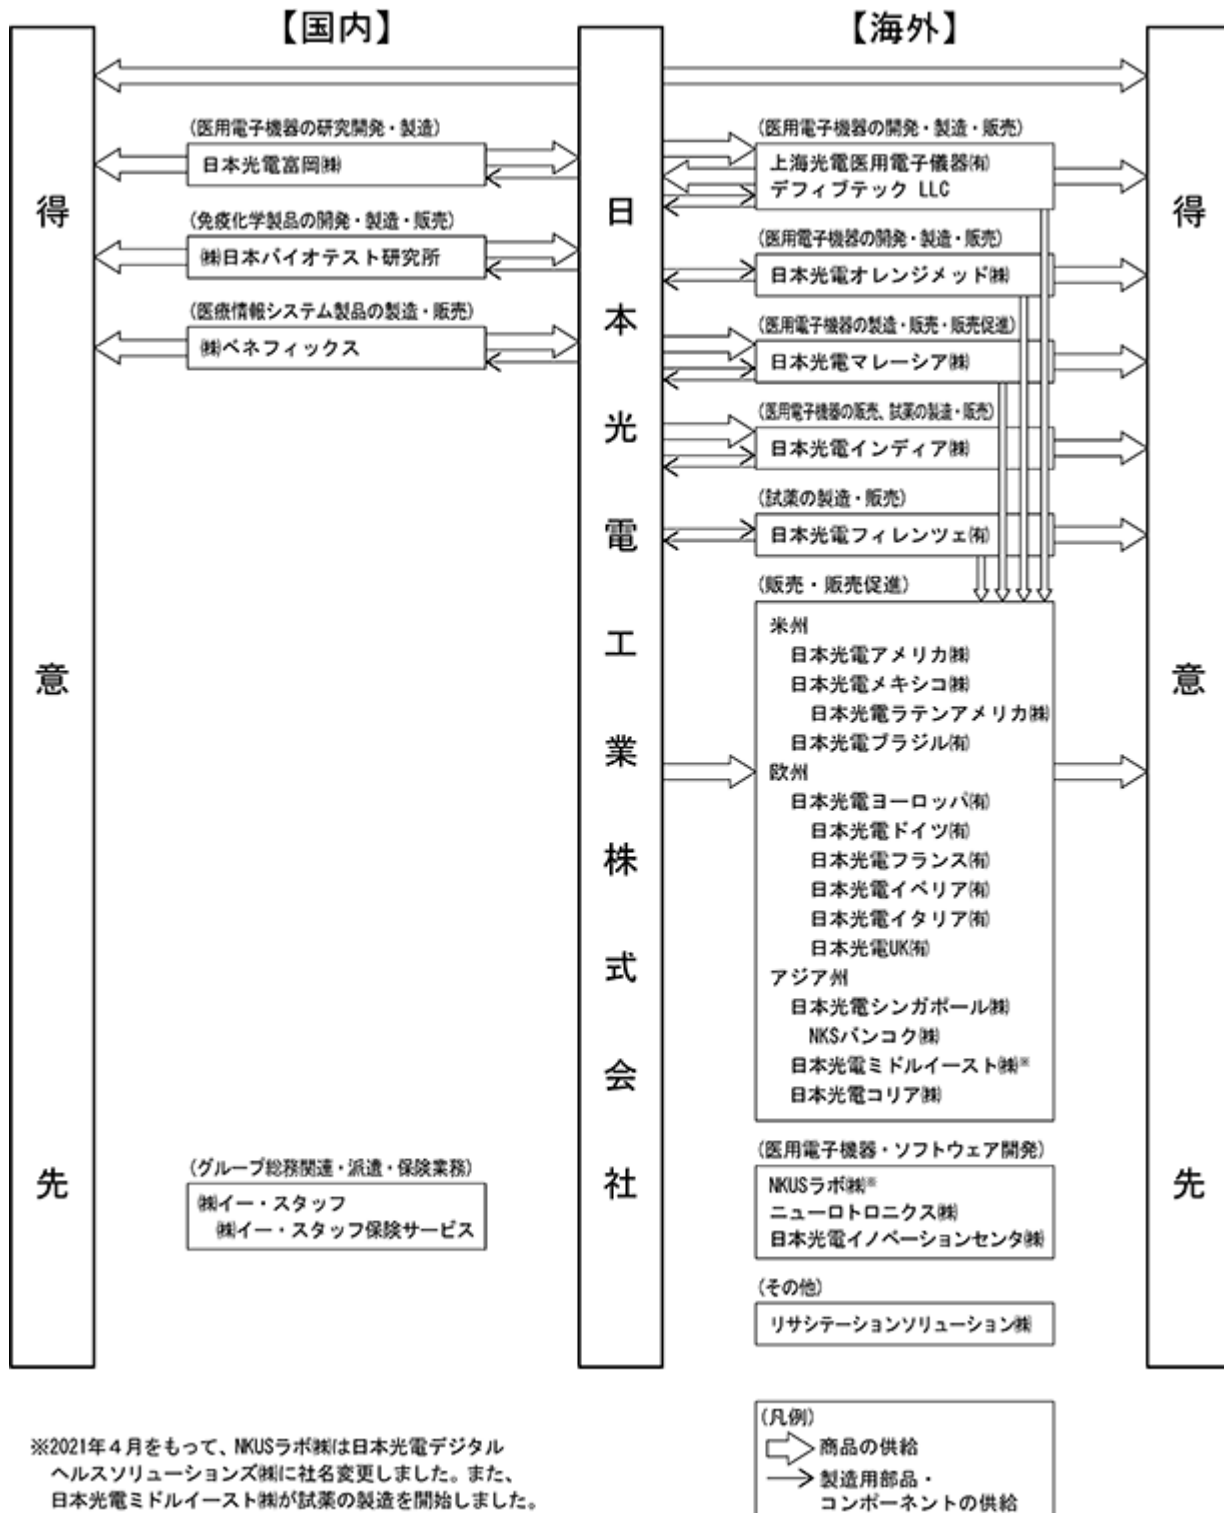 【国内】
【海外】
得意先
日本光電工業株式会社
得意先
(医用電子機器の研究開発・製造)
日本光電富岡㈱
(免疫化学製品の開発・製造・販売)
㈱日本バイオテスト研究所
(医療情報システム製品の製造・販売)
㈱ベネフィックス
(グループ総務関連・派遣・保険業務)
㈱イー・スタッフ
㈱イー・スタッフ保険サービス
(医用電子機器の開発・製造・販売)
上海光電医用電子儀器㈲
デフィブテック LLC
(医用電子機器の開発・製造・販売)
日本光電オレンジメッド㈱
(医用電子機器の製造・販売・販売促進)
日本光電マレーシア㈱
(医用電子機器の販売、試薬の製造・販売)
日本光電インディア㈱
(試薬の製造・販売)
日本光電フィレンツェ㈲
(販売・販売促進)
米州
日本光電アメリカ㈱
日本光電メキシコ㈱
日本光電ラテンアメリカ㈱
日本光電ブラジル㈲
欧州
日本光電ヨーロッパ㈲
日本光電ドイツ㈲
日本光電フランス㈲
日本光電イベリア㈲
日本光電イタリア㈲
日本光電UK㈲
アジア州
日本光電シンガポール㈱
NKSバンコク㈱
日本光電ミドルイースト㈱※
日本光電コリア㈱
(医用電子機器・ソフトウェア開発)
NKUSラボ㈱※
ニューロトロニクス㈱
日本光電イノベーションセンタ㈱
(その他)
リサシテーションソリューション㈱
(凡例)
商品の供給
製造用部品・
コンポーネントの供給
※2021年4月をもって、NKUSラボ㈱は日本光電デジタル
ヘルスソリューションズ㈱に社名変更しました。また、
日本光電ミドルイースト㈱が試薬の製造を開始しました。